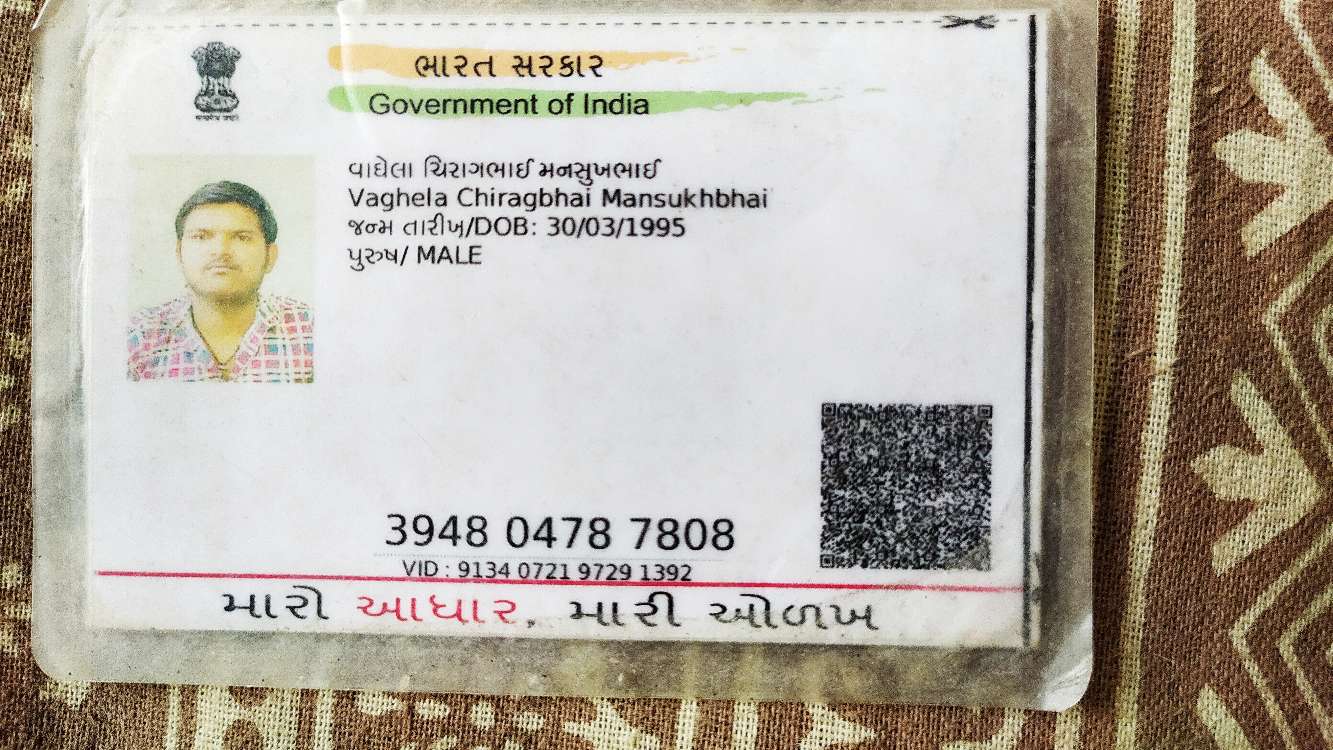 ભારત સરકાર
Government of India
વાઘેલા ચિરાગભાઈ મનસુખભાઈ
Vaghela Chiragbhai Mansukhbhai
જન્મ તારીખ/DOB: 30/03/1995
પુરુષ/ MALE
3948 0478 7808
VID : 9134 0721 9729 1392
મારો આધાર, મારી ઓળખ